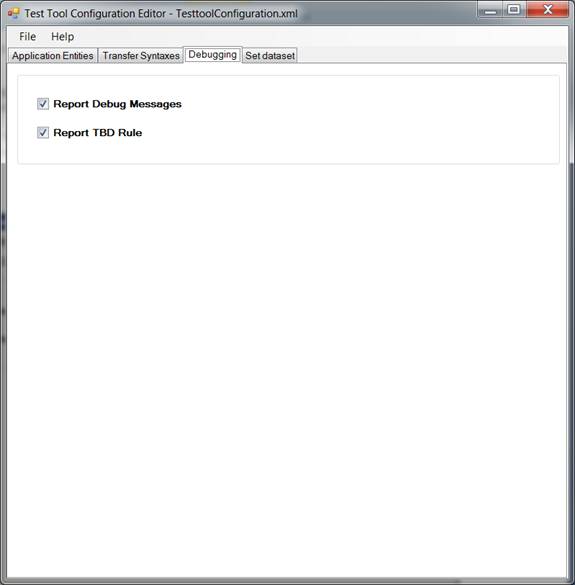 Test Tool Configuration Editor - TesttoolConfiguration.xml
File Help
Application Entities Transfer Syntaxes Debugging Set dataset
Report Debug Messages
Report TBD Rule